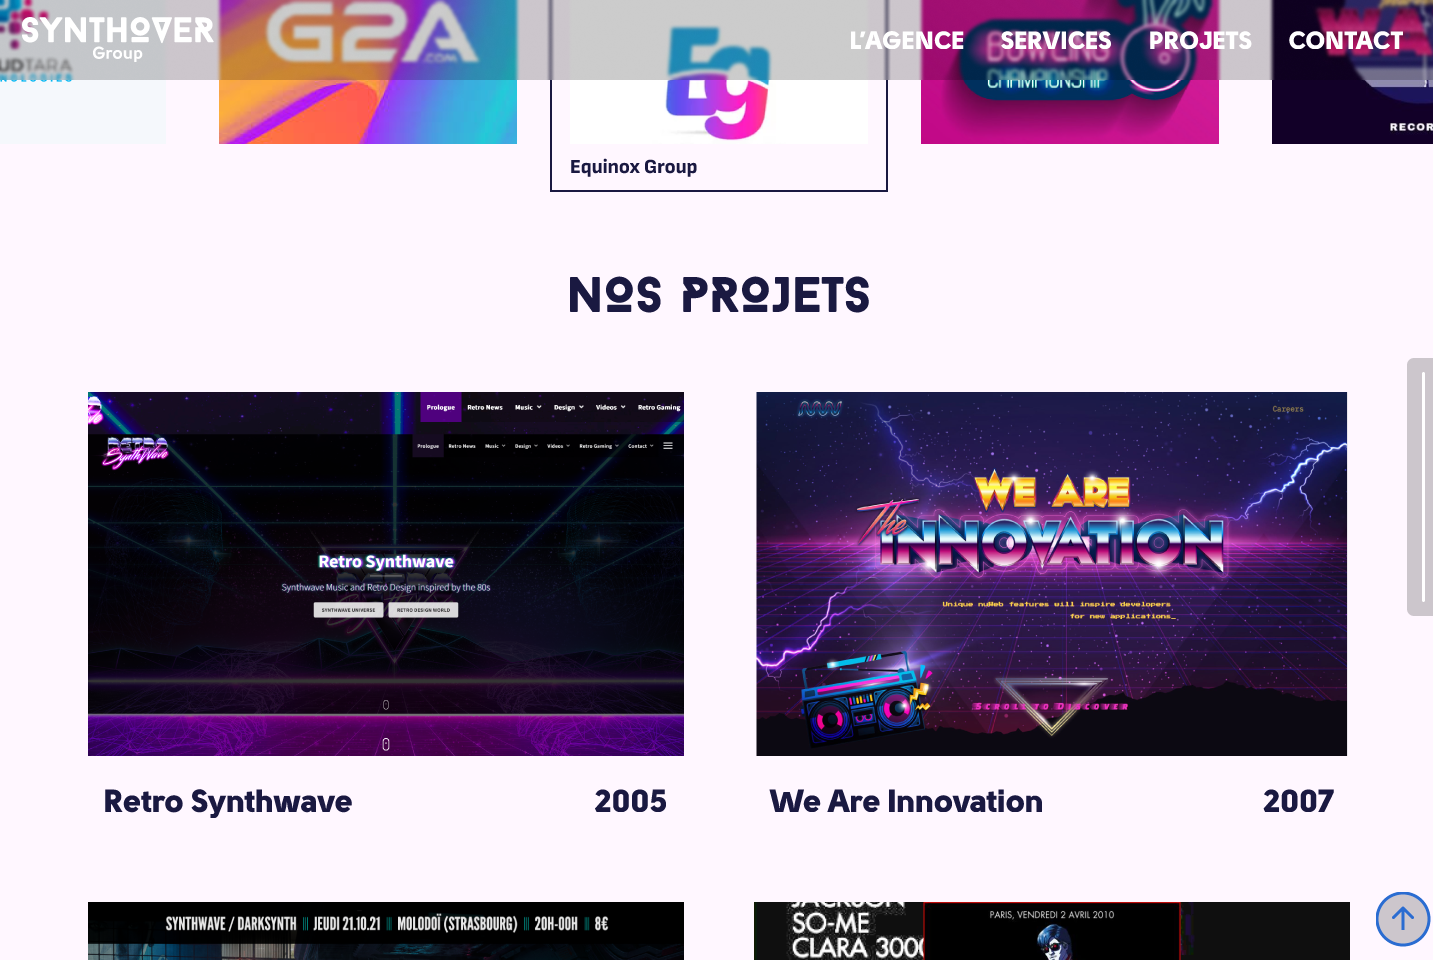 SYNTHOVER
Group
L'AGENCE SERVICES PROJETS CONTACT
UDTARA
NOLOGIES
G2A
.COM
Eg
BOWLING
CHAMPIONSHIP
RECOR
Equinox Group
NOS PROJETS
Prologue Retro News Music Design Videos Retro Gaming
Prologue Retro News Music Design Videos Retro Gaming Contact
RETRO
SynthWave
Retro Synthwave
Synthwave Music and Retro Design inspired by the 80s
SYNTHWAVE UNIVERSE RETRO DESIGN WORLD
Careers
WE ARE
The
INNOVATION
Unique nuWeb features will inspire developers
for new applications_
Scroll to Discover
Retro Synthwave 2005
We Are Innovation 2007
SYNTHWAVE / DARKSYNTH JEUDI 21.10.21 MOLODOÏ (STRASBOURG) 20H-00H 8€
JACKSON
SO-ME
CLARA 3000
PARIS, VENDREDI 2 AVRIL 2010